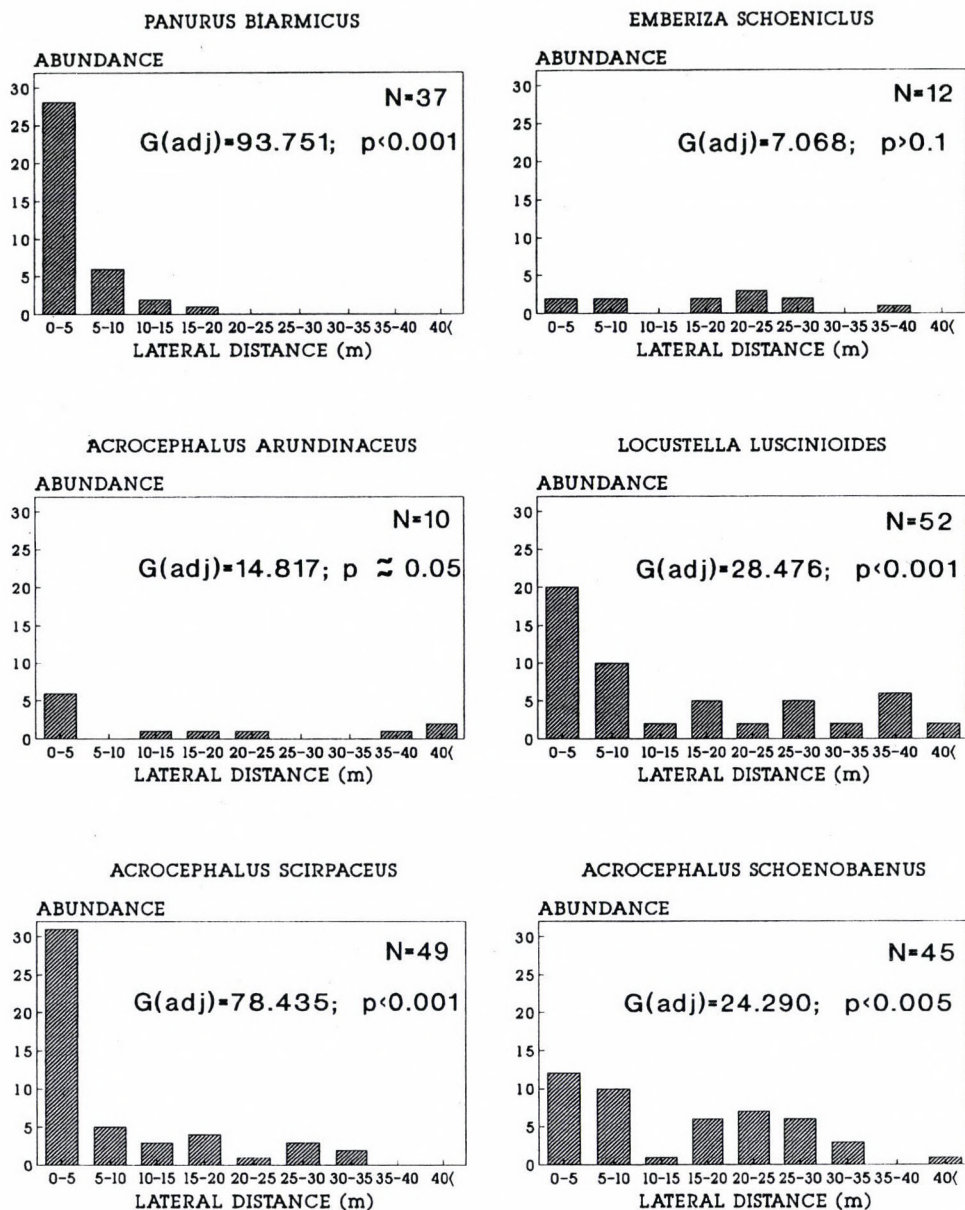 PANURUS BIARMICUS
ABUNDANCE
N=37
G(adj)=93.751; p<0.001
30
25
20
15
10
5
0
0-5 5-10 10-15 15-20 20-25 25-30 30-35 35-40 40(
LATERAL DISTANCE (m)
EMBERIZA SCHOENICLUS
ABUNDANCE
N=12
G(adj)=7.068; p>0.1
30
25
20
15
10
5
0
0-5 5-10 10-15 15-20 20-25 25-30 30-35 35-40 40(
LATERAL DISTANCE (m)
ACROCEPHALUS ARUNDINACEUS
ABUNDANCE
N=10
G(adj)=14.817; p ≈ 0.05
30
25
20
15
10
5
0
0-5 5-10 10-15 15-20 20-25 25-30 30-35 35-40 40(
LATERAL DISTANCE (m)
LOCUSTELLA LUSCINIOIDES
ABUNDANCE
N=52
G(adj)=28.476; p<0.001
30
25
20
15
10
5
0
0-5 5-10 10-15 15-20 20-25 25-30 30-35 35-40 40(
LATERAL DISTANCE (m)
ACROCEPHALUS SCIRPACEUS
ABUNDANCE
N=49
G(adj)=78.435; p<0.001
30
25
20
15
10
5
0
0-5 5-10 10-15 15-20 20-25 25-30 30-35 35-40 40(
LATERAL DISTANCE (m)
ACROCEPHALUS SCHOENOBAENUS
ABUNDANCE
N=45
G(adj)=24.290; p<0.005
30
25
20
15
10
5
0
0-5 5-10 10-15 15-20 20-25 25-30 30-35 35-40 40(
LATERAL DISTANCE (m)